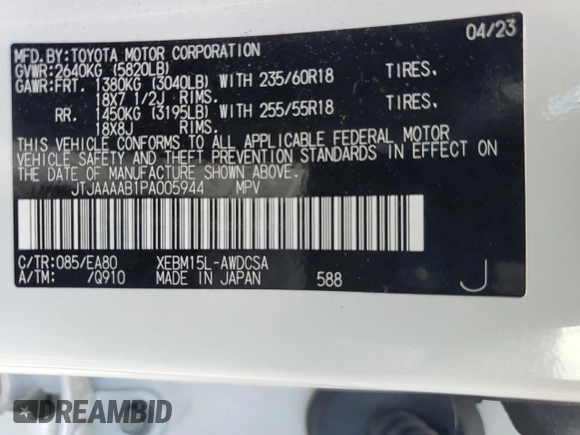 04/23
MFD.BY:TOYOTA MOTOR CORPORATION
GVWR:2640KG (5820LB)
GAWR:FRT. 1380KG (3040LB) WITH 235/60R18 TIRES.
18X7 1/2J RIMS.
RR. 1450KG (3195LB) WITH 255/55R18 TIRES.
18X8J RIMS.
THIS VEHICLE CONFORMS TO ALL APPLICABLE FEDERAL MOTOR
VEHICLE SAFETY AND THEFT PREVENTION STANDARDS IN EFFECT ON
THE DATE OF MANUFACTURE SHOWN ABOVE.
JTJAAAAB1PA005944 MPV
C/TR:085/EA80 XEBM15L-AWDCSA
A/TM: /Q910 MADE IN JAPAN 588 J
DREAMBID